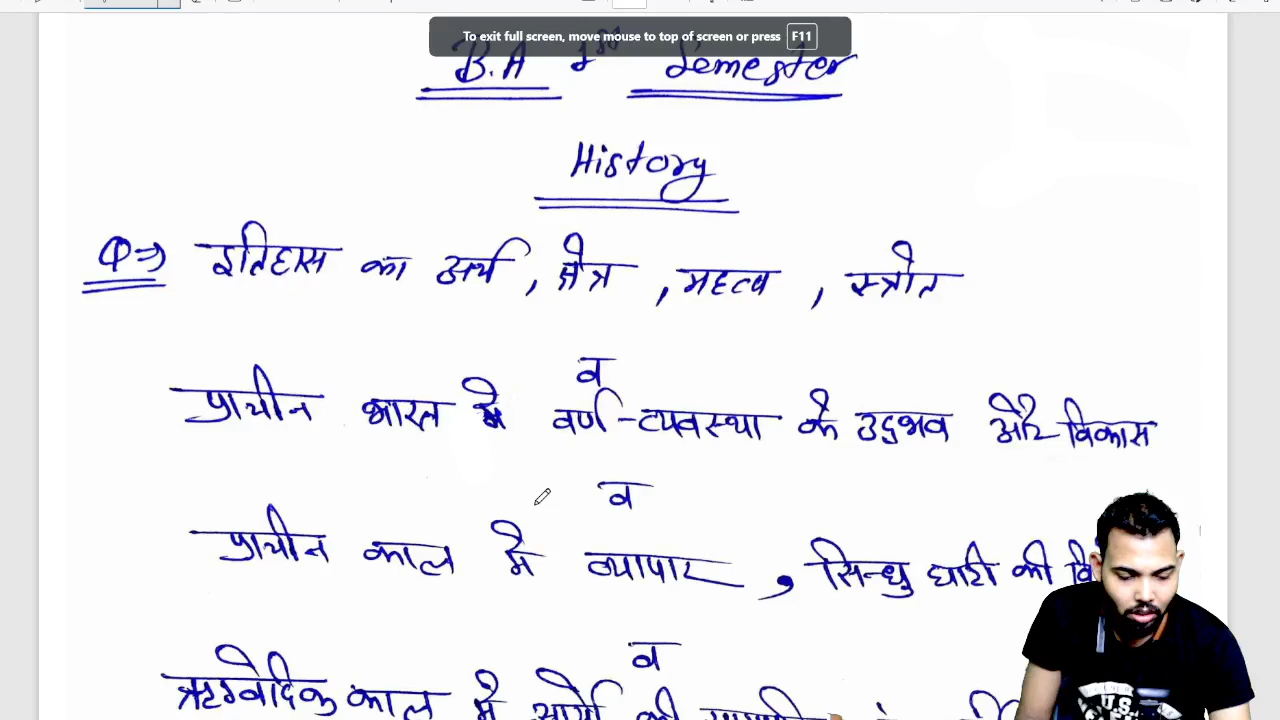 To exit full screen, move mouse to top of screen or press F11
B.A 1st Semester
History
Q⇒ इतिहास का अर्थ, क्षेत्र, महत्व, स्त्रोत
व
प्राचीन भारत में वर्ण-व्यवस्था के उद्भव और विकास
व
प्राचीन काल में व्यापार, सिन्धु घाटी की
व
ऋग्वेदिक काल में आर्यों की